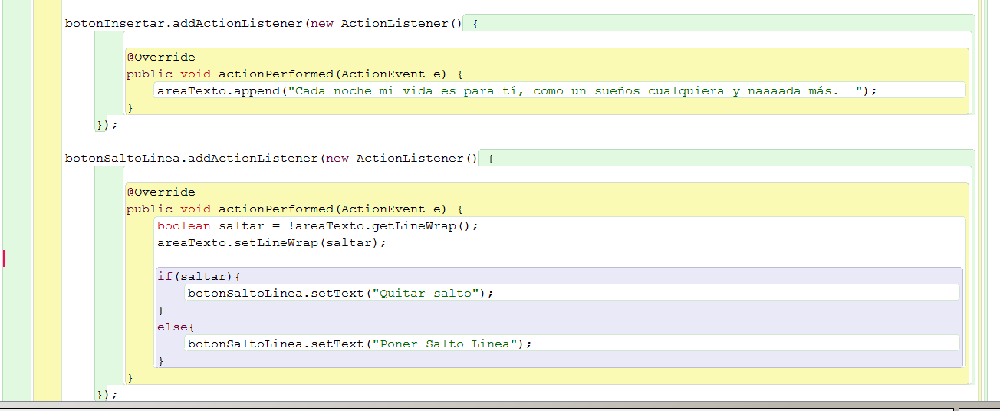 botonInsertar.addActionListener(new ActionListener() {
@Override
public void actionPerformed(ActionEvent e) {
areaTexto.append("Cada noche mi vida es para tí, como un sueños cualquiera y naaaada más.  ");
}
});
botonSaltoLinea.addActionListener(new ActionListener() {
@Override
public void actionPerformed(ActionEvent e) {
boolean saltar = !areaTexto.getLineWrap();
areaTexto.setLineWrap(saltar);
if(saltar){
botonSaltoLinea.setText("Quitar salto");
}
else{
botonSaltoLinea.setText("Poner Salto Linea");
}
}
});